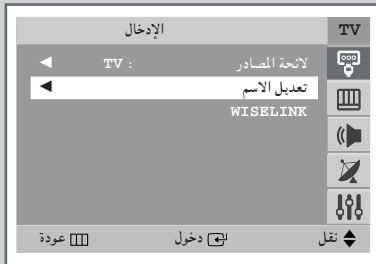 TV الإدخال
لائحة المصادر : TV
تعديل الاسم
WISELINK
نقل دخول عودة